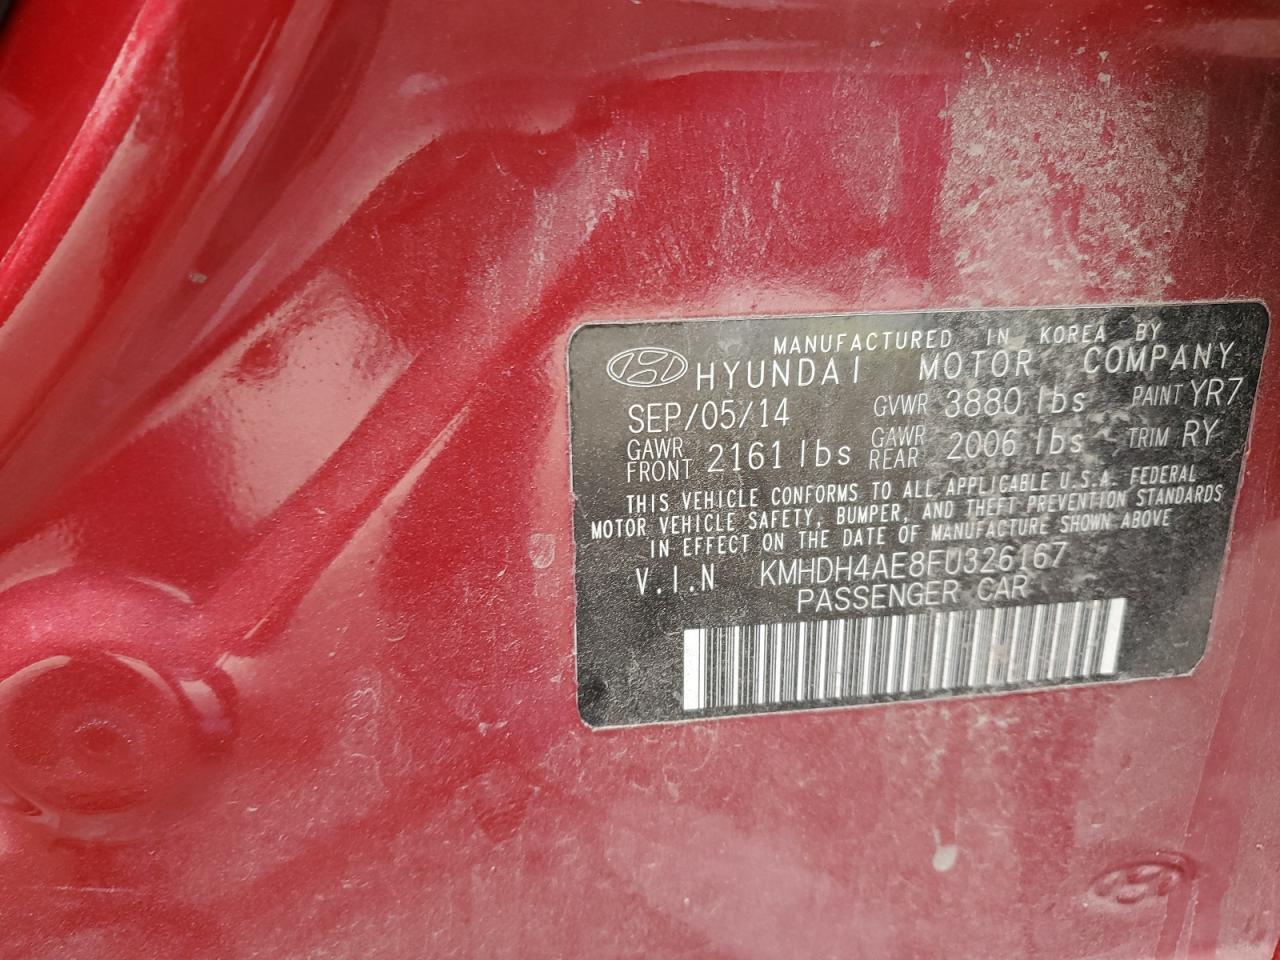 MANUFACTURED IN KOREA BY
HYUNDAI MOTOR COMPANY
SEP/05/14 GVWR 3880 lbs PAINT YR7
GAWR FRONT 2161 lbs GAWR REAR 2006 lbs TRIM RY
THIS VEHICLE CONFORMS TO ALL APPLICABLE U.S.A. FEDERAL
MOTOR VEHICLE SAFETY, BUMPER, AND THEFT PREVENTION STANDARDS
IN EFFECT ON THE DATE OF MANUFACTURE SHOWN ABOVE
V.I.N KMHDH4AE8FU326167
PASSENGER CAR